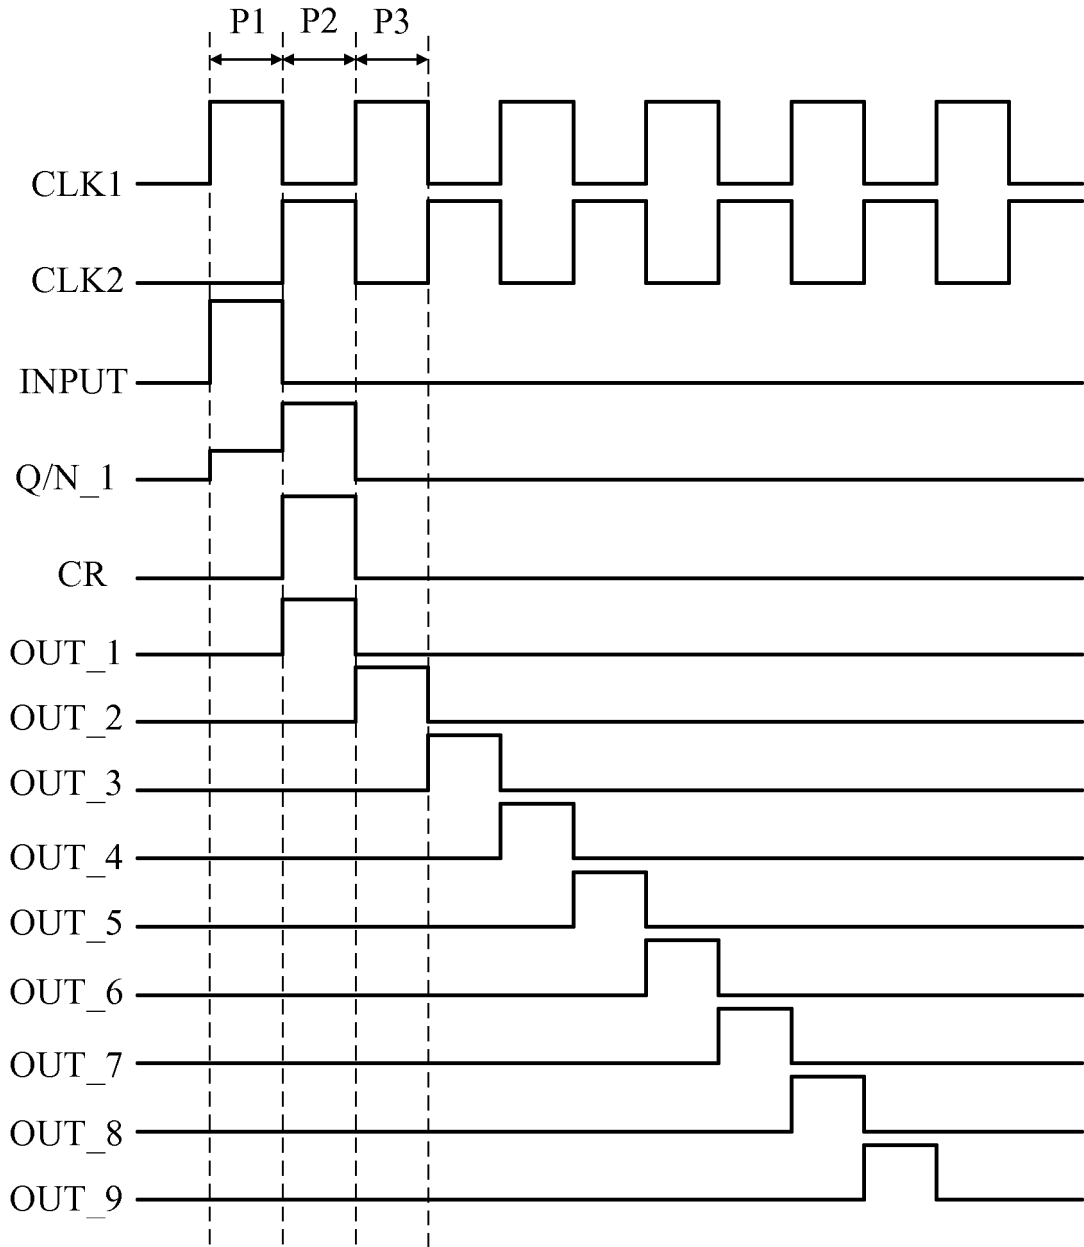 P1 P2 P3
CLK1
CLK2
INPUT
Q/N_1
CR
OUT_1
OUT_2
OUT_3
OUT_4
OUT_5
OUT_6
OUT_7
OUT_8
OUT_9